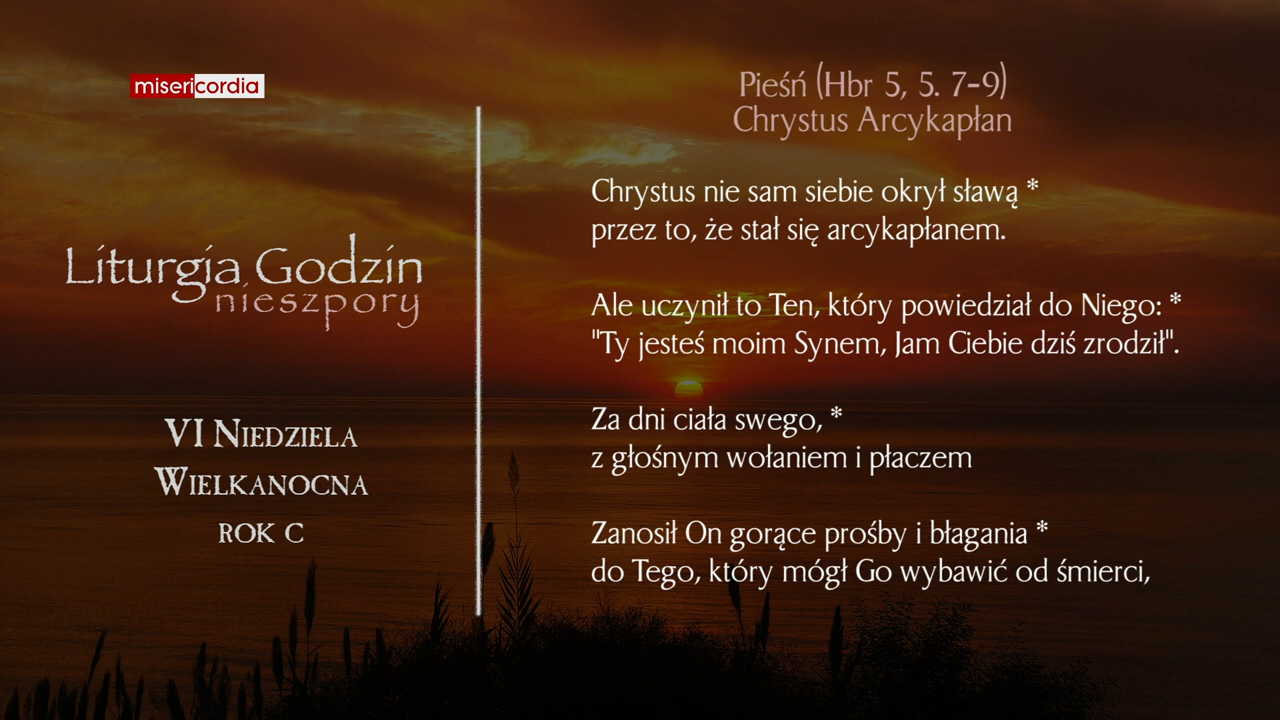 misericordia
Liturgia Godzin
nieszpory
VI Niedziela
Wielkanocna
rok C
Pieśń (Hbr 5, 5. 7-9)
Chrystus Arcykapłan
Chrystus nie sam siebie okrył sławą *
przez to, że stał się arcykapłanem.
Ale uczynił to Ten, który powiedział do Niego: *
"Ty jesteś moim Synem, Jam Ciebie dziś zrodził".
Za dni ciała swego, *
z głośnym wołaniem i płaczem
Zanosił On gorące prośby i błagania *
do Tego, który mógł Go wybawić od śmierci,